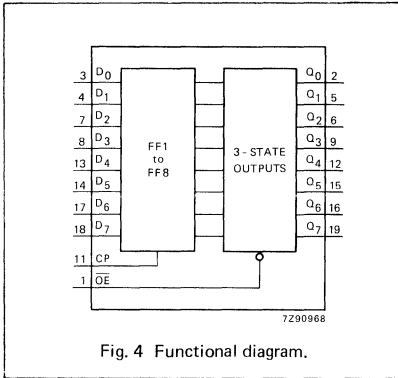 3 D0 Q0 2
4 D1 Q1 5
7 D2 Q2 6
8 D3 Q3 9
13 D4 Q4 12
14 D5 Q5 15
17 D6 Q6 16
18 D7 Q7 19
FF1
to
FF8
3-STATE
OUTPUTS
11 CP
1 O̅E̅
7Z90968
Fig. 4 Functional diagram.